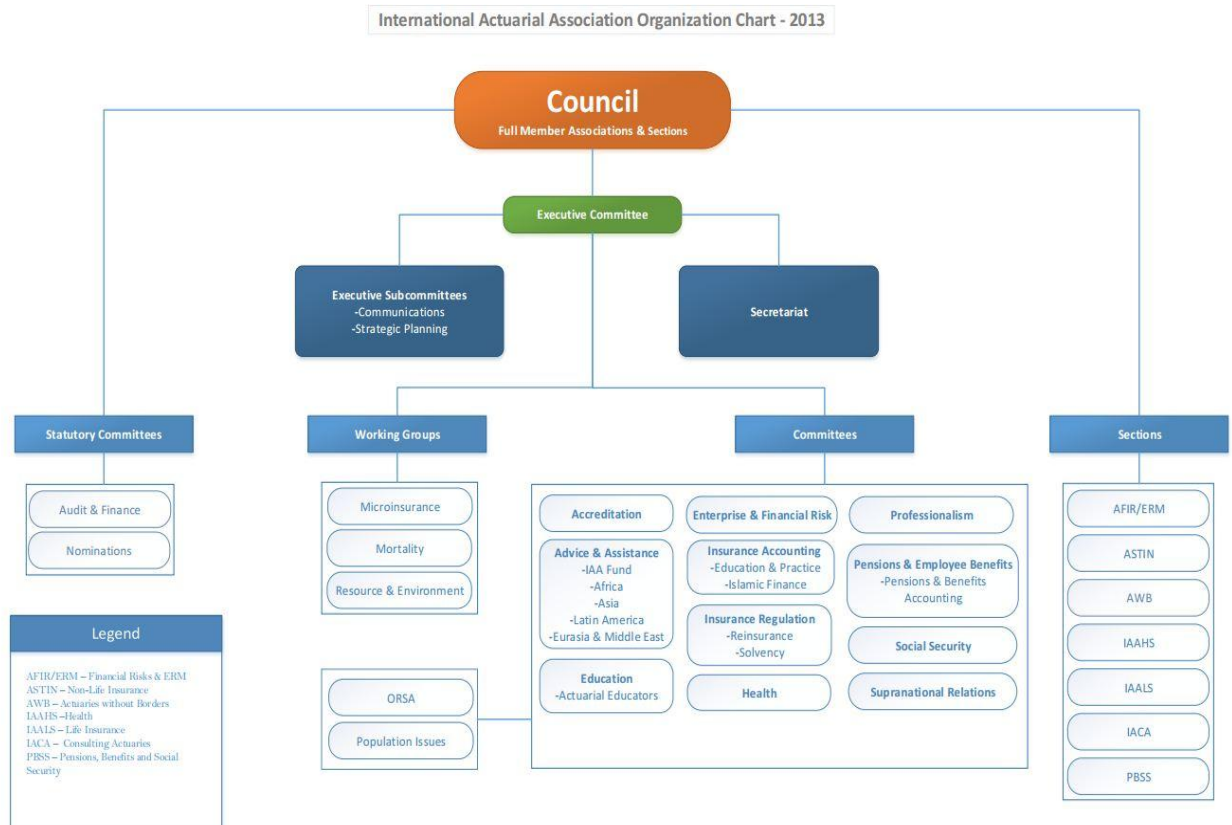 International Actuarial Association Organization Chart - 2013
Council
Full Member Associations & Sections
Executive Committee
Executive Subcommittees
-Communications
-Strategic Planning
Secretariat
Statutory Committees
Audit & Finance
Nominations
Working Groups
Microinsurance
Mortality
Resource & Environment
ORSA
Population Issues
Committees
Accreditation
Advice & Assistance
-IAA Fund
-Africa
-Asia
-Latin America
-Eurasia & Middle East
Education
-Actuarial Educators
Enterprise & Financial Risk
Insurance Accounting
-Education & Practice
-Islamic Finance
Insurance Regulation
-Reinsurance
-Solvency
Health
Professionalism
Pensions & Employee Benefits
-Pensions & Benefits
Accounting
Social Security
Supranational Relations
Sections
AFIR/ERM
ASTIN
AWB
IAAHS
IAALS
IACA
PBSS
Legend
AFIR/ERM – Financial Risks & ERM
ASTIN – Non-Life Insurance
AWB – Actuaries without Borders
IAAHS –Health
IAALS – Life Insurance
IACA – Consulting Actuaries
PBSS – Pensions, Benefits and Social
Security